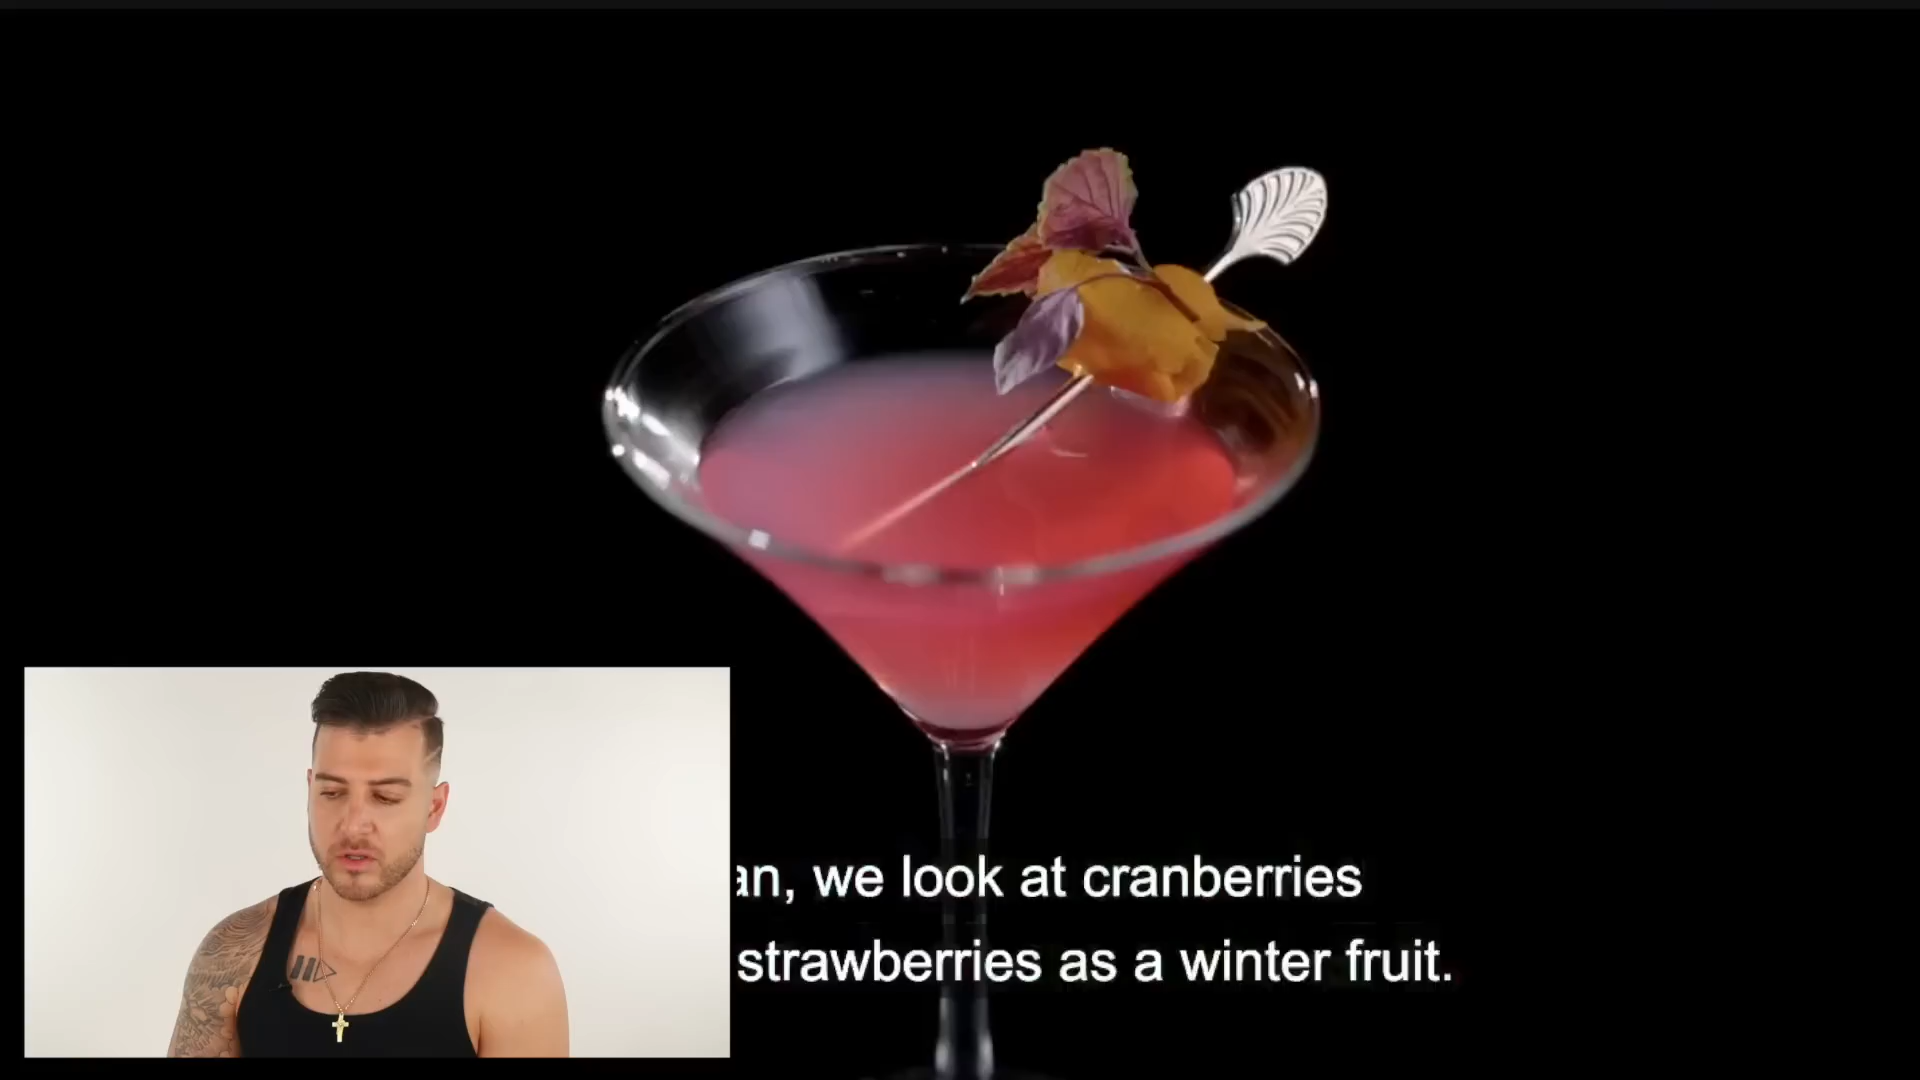 an, we look at cranberries
strawberries as a winter fruit.